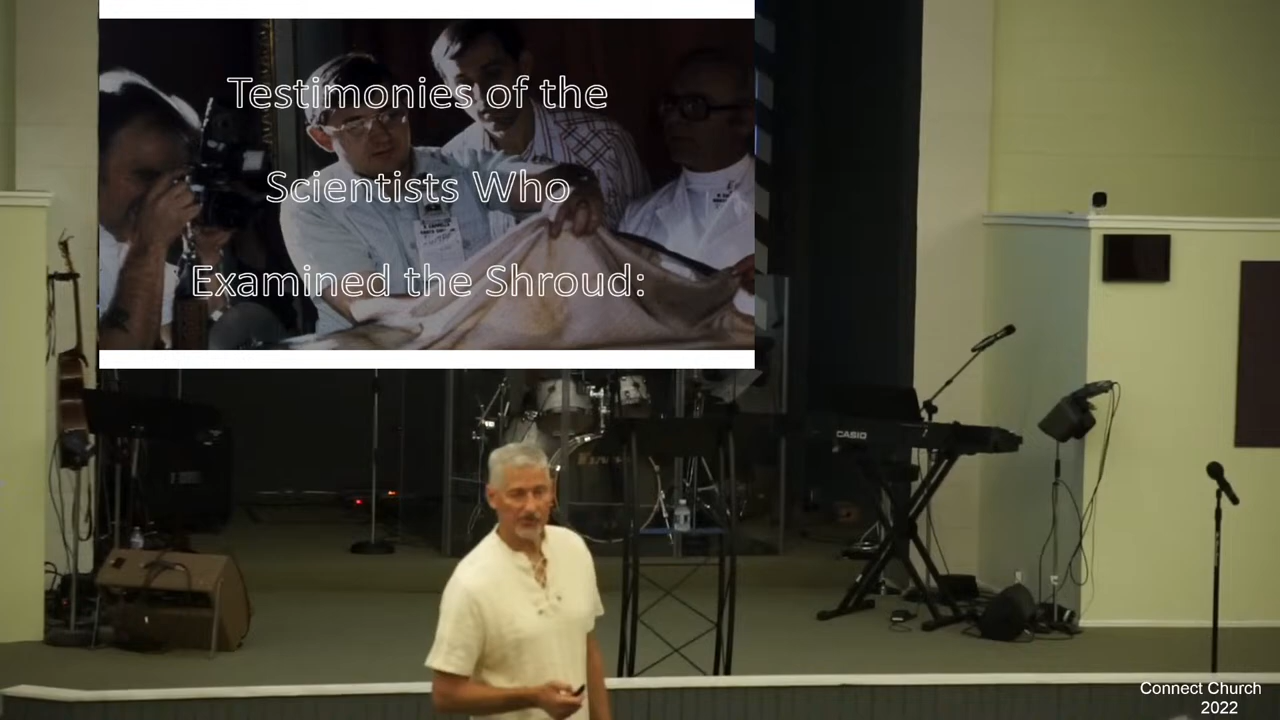 Testimonies of the
Scientists Who
Examined the Shroud:
CASIO
Connect Church
2022